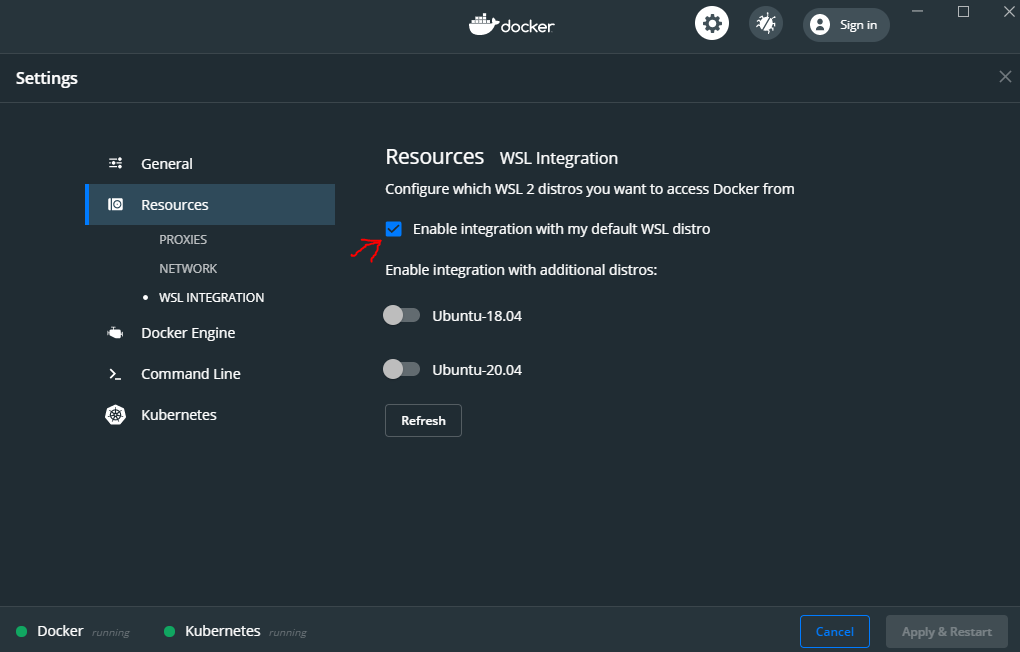 docker
Sign in
Settings
General
Resources
PROXIES
NETWORK
WSL INTEGRATION
Docker Engine
Command Line
Kubernetes
Resources WSL Integration
Configure which WSL 2 distros you want to access Docker from
Enable integration with my default WSL distro
Enable integration with additional distros:
Ubuntu-18.04
Ubuntu-20.04
Refresh
Docker running
Kubernetes running
Cancel
Apply & Restart